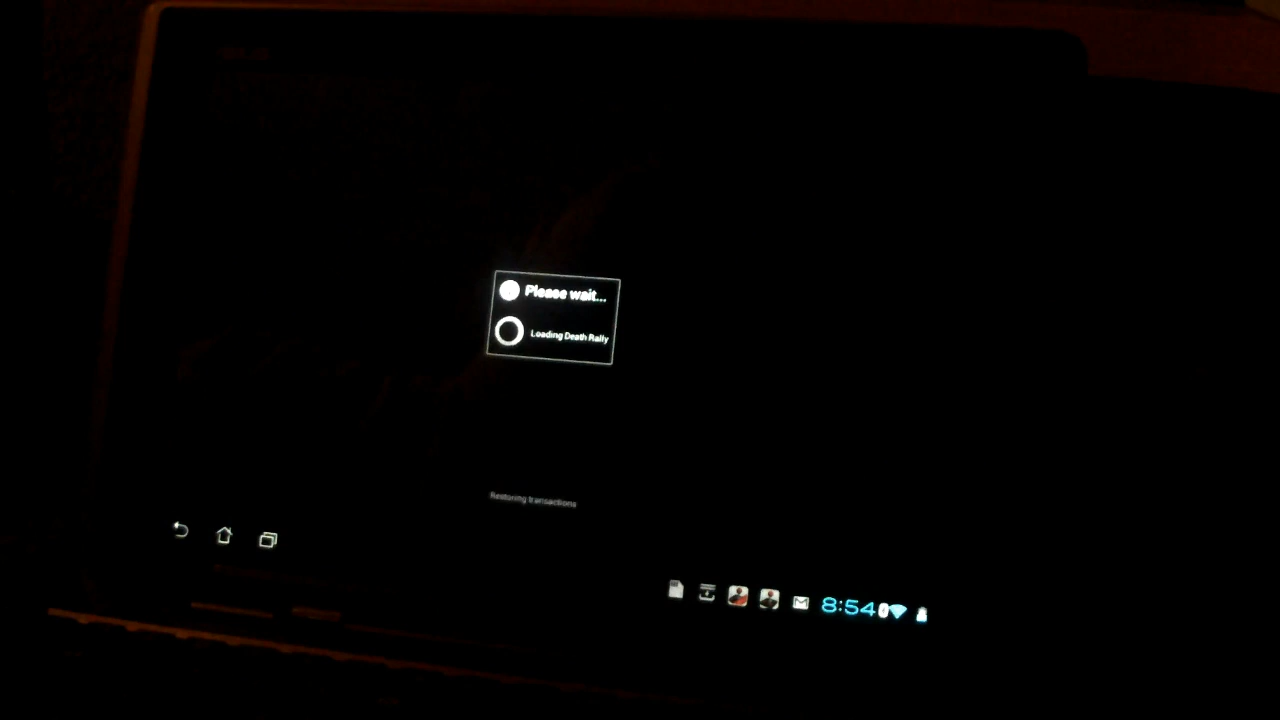 Please wait...
Loading Death Rally
Restoring transactions
8:54